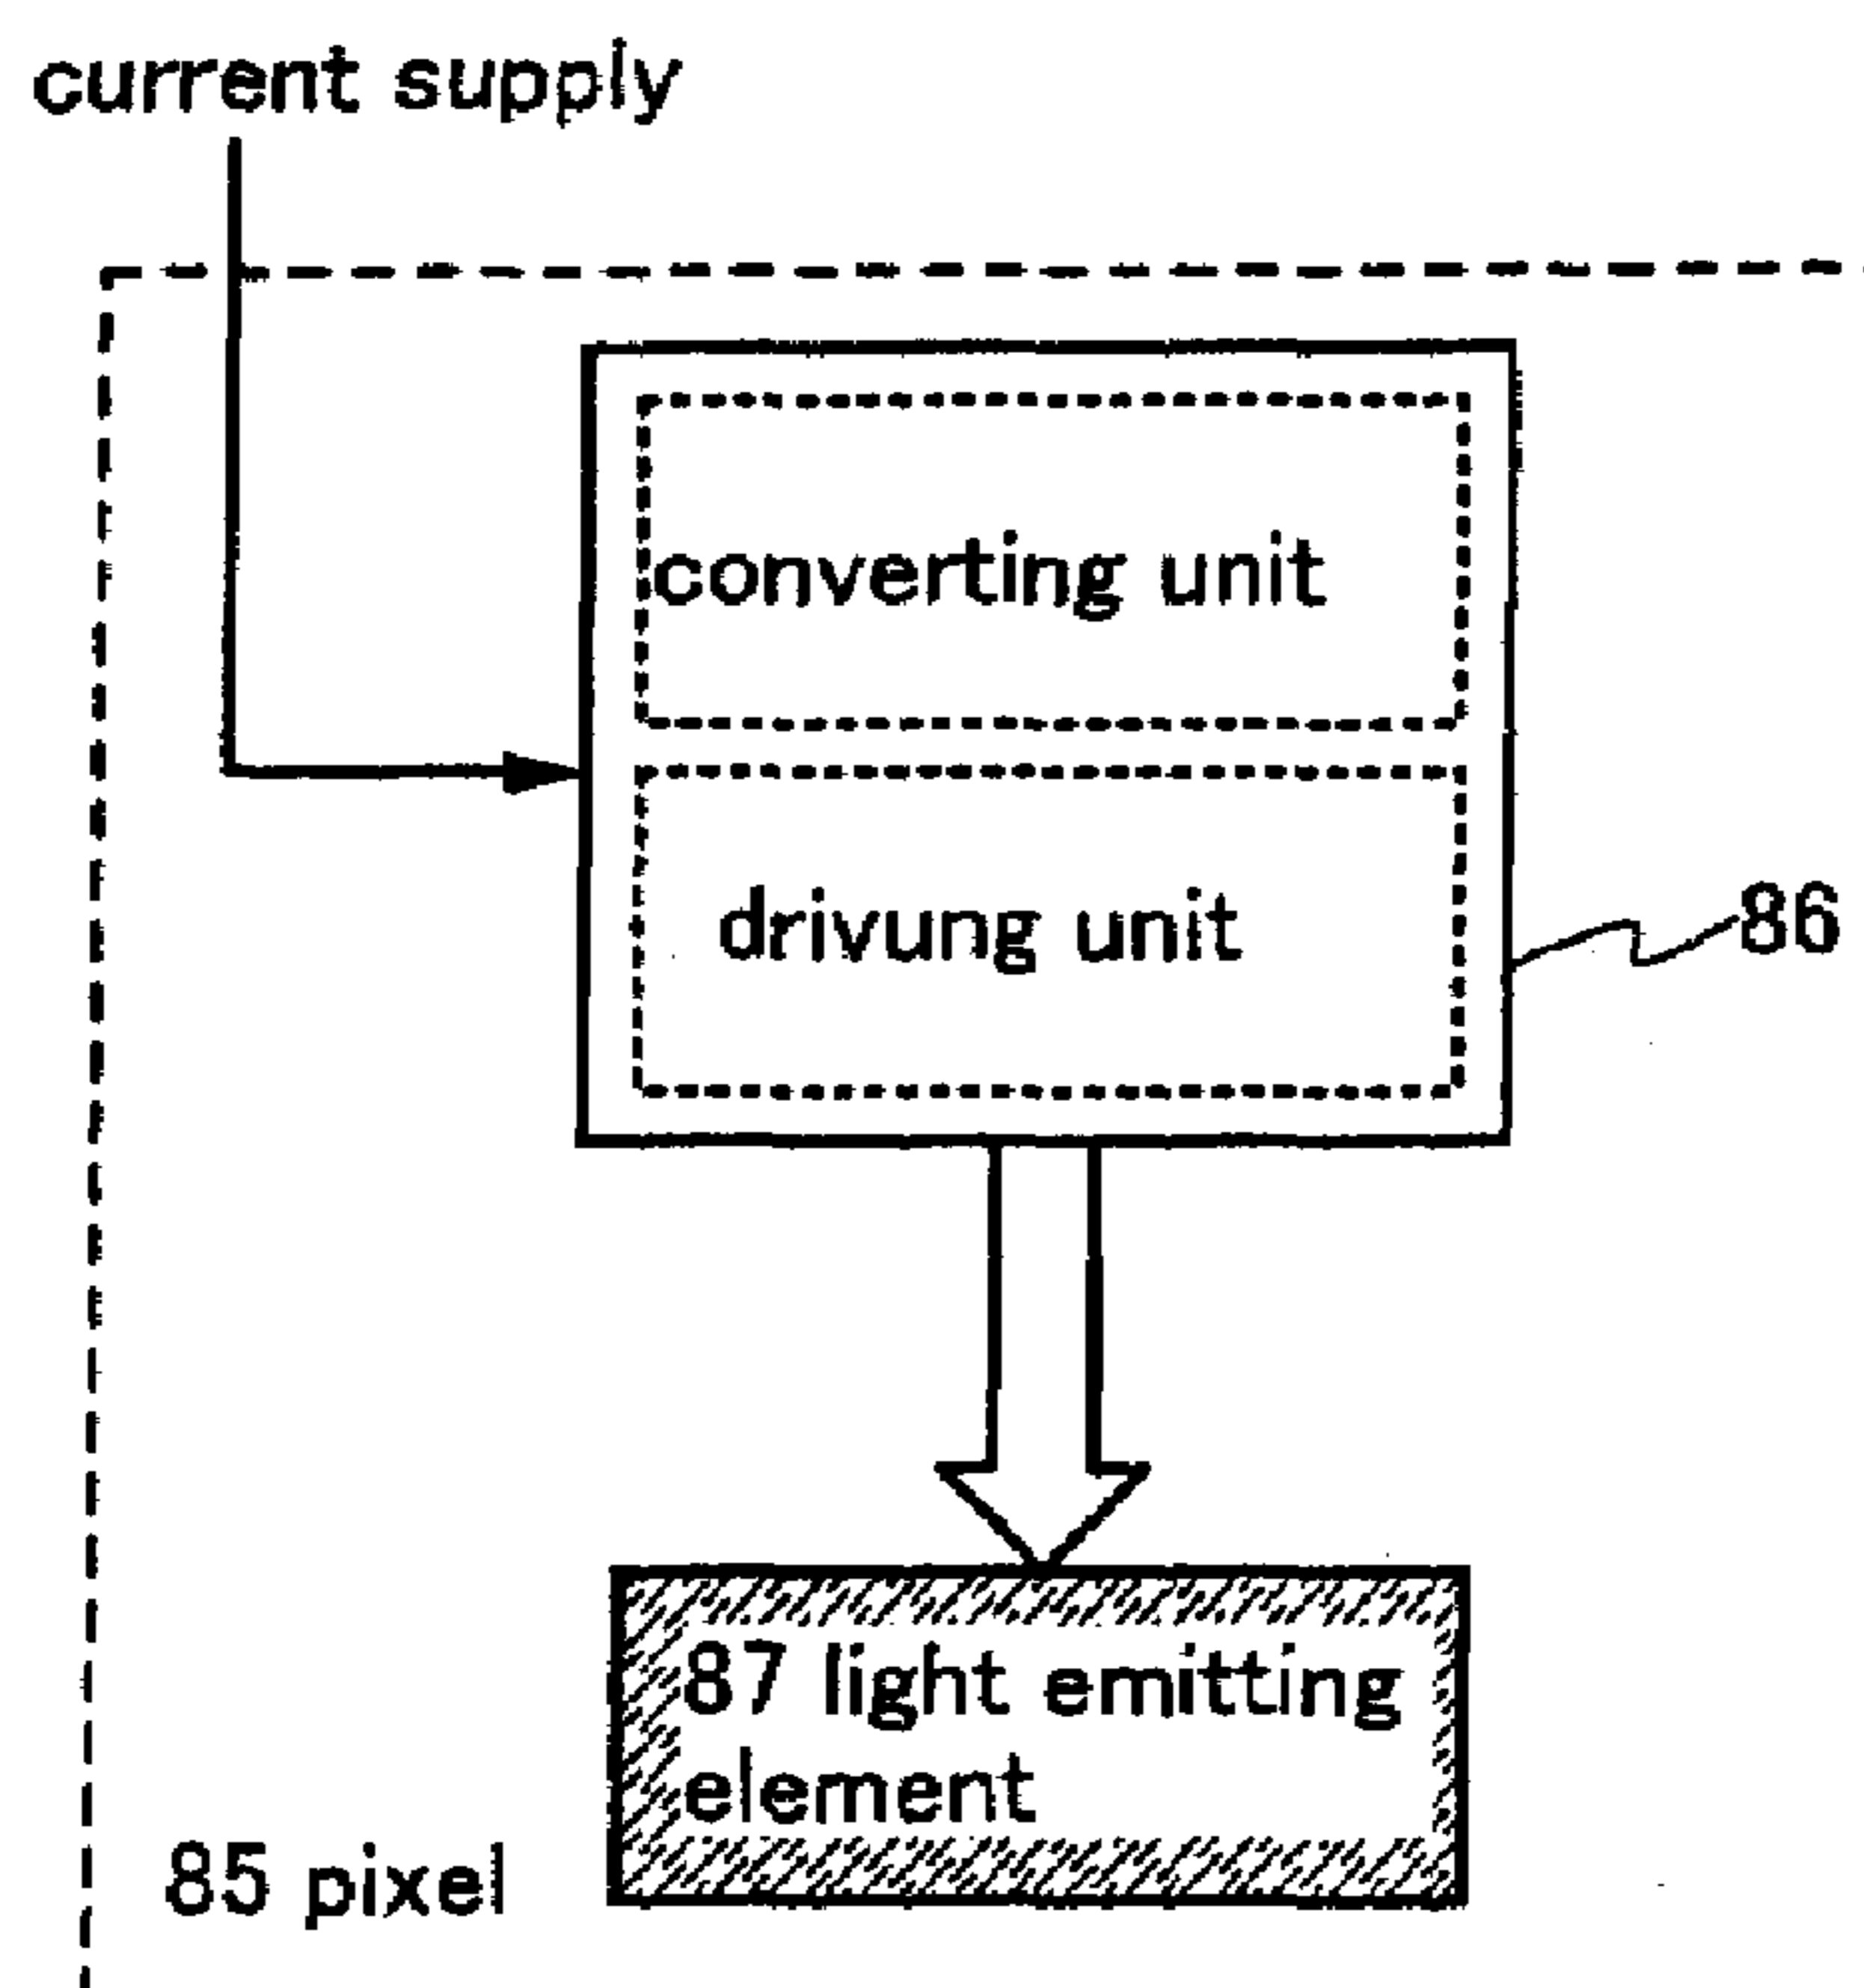 current supply
converting unit
drivung unit
86
87 light emitting
element
85 pixel